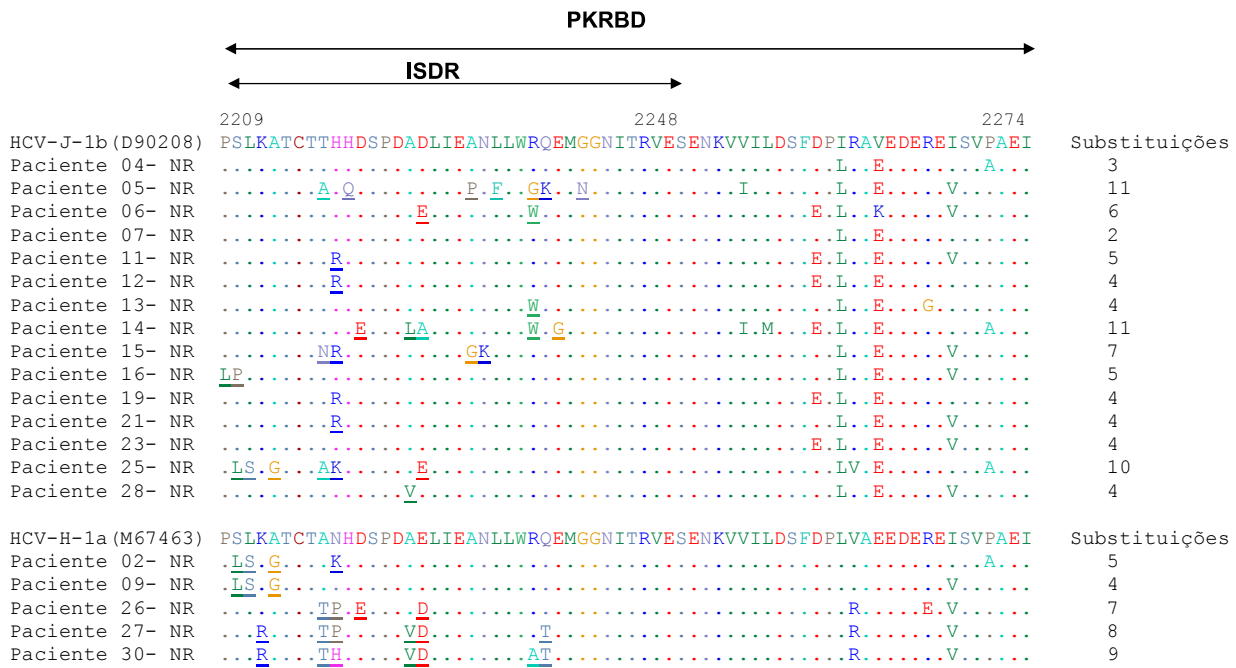 PKRBD
ISDR
2209 2248 2274
HCV-J-1b(D90208) PSLKATCTTHHDSPDADLIEANLLWRQEMGGNITRVESENKVVILDSFDPIRAVEDEREISVPAEI Substituições
Paciente 04- NR ..................................................L..E........A... 3
Paciente 05- NR ........A.Q.........P.F..GK..N............I.......L..E.....V...... 11
Paciente 06- NR ................E........W......................E.L..K.....V...... 6
Paciente 07- NR ..................................................L..E............ 2
Paciente 11- NR .........R......................................E.L..E.....V...... 5
Paciente 12- NR .........R......................................E.L..E............ 4
Paciente 13- NR .........................W........................L..E...G........ 4
Paciente 14- NR ...........E...LA........W.G..............I.M...E.L..E........A... 11
Paciente 15- NR ........NR..........GK............................L..E.....V...... 7
Paciente 16- NR LP................................................L..E.....V...... 5
Paciente 19- NR .........R......................................E.L..E............ 4
Paciente 21- NR .........R........................................L..E.....V...... 4
Paciente 23- NR ................................................E.L..E.....V...... 4
Paciente 25- NR .LS.G...AK......E.................................LV.E........A... 10
Paciente 28- NR ...............V..................................L..E.....V...... 4
HCV-H-1a(M67463) PSLKATCTANHDSPDAELIEANLLWRQEMGGNITRVESENKVVILDSFDPLVAEEDEREISVPAEI Substituições
Paciente 02- NR .LS.G....K....................................................A... 5
Paciente 09- NR .LS.G......................................................V...... 4
Paciente 26- NR ........TP.E....D..................................R.....E.V...... 7
Paciente 27- NR ...R....TP.....VD.........T........................R.......V...... 8
Paciente 30- NR ...R....TH.....VD........AT........................R.......V...... 9